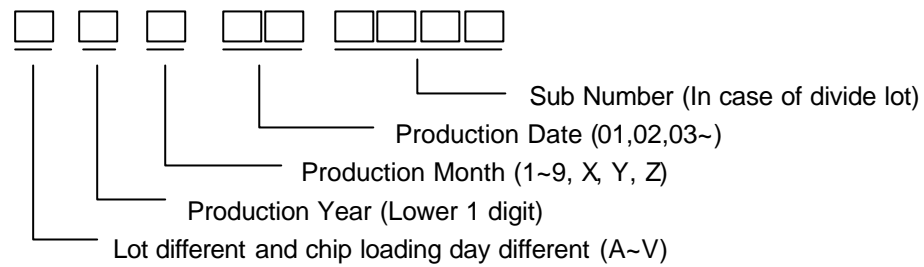 Sub Number (In case of divide lot)
Production Date (01,02,03~)
Production Month (1~9, X, Y, Z)
Production Year (Lower 1 digit)
Lot different and chip loading day different (A~V)